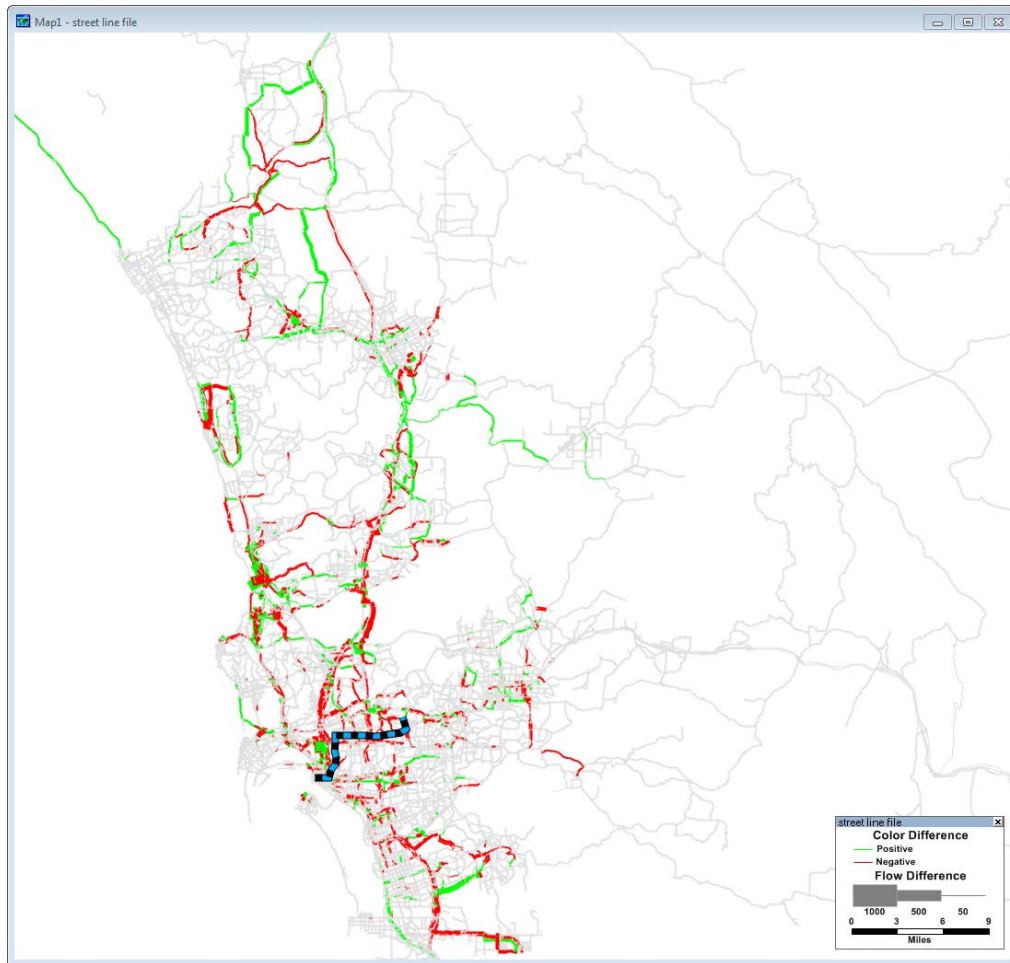 Map1 - street line file
street line file
Color Difference
Positive
Negative
Flow Difference
1000 500 50
0 3 6 9
Miles